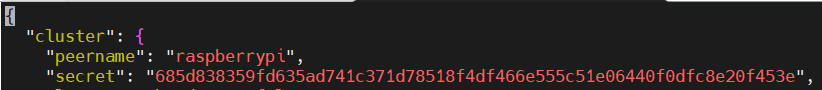 {
"cluster": {
"peername": "raspberrypi",
"secret": "685d838359fd635ad741c371d78518f4df466e555c51e06440f0dfc8e20f453e",